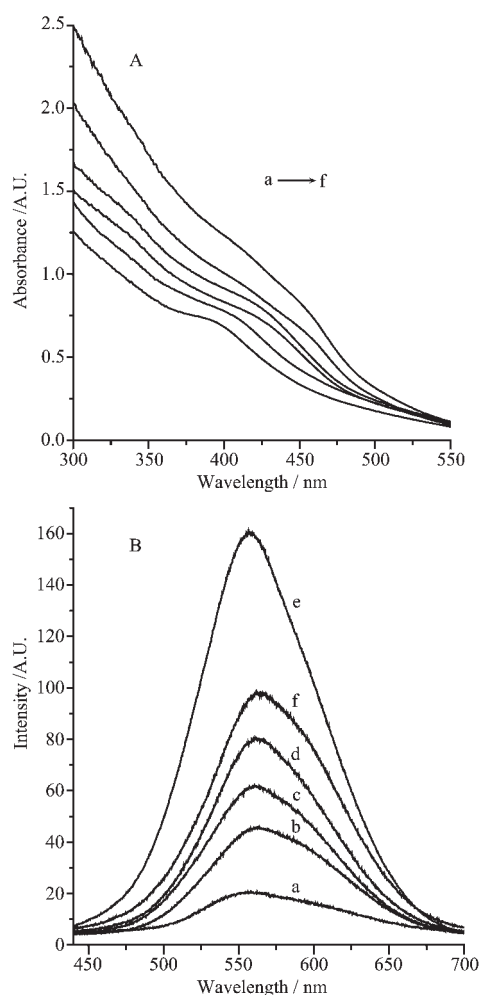 2.5
A
2.0
a → f
1.5
Absorbance /A.U.
1.0
0.5
0.0
300 350 400 450 500 550
Wavelength / nm
160
B
140
e
120
Intensity /A.U.
100
f
80
d
60
c
40
b
20
a
0
450 500 550 600 650 700
Wavelength / nm